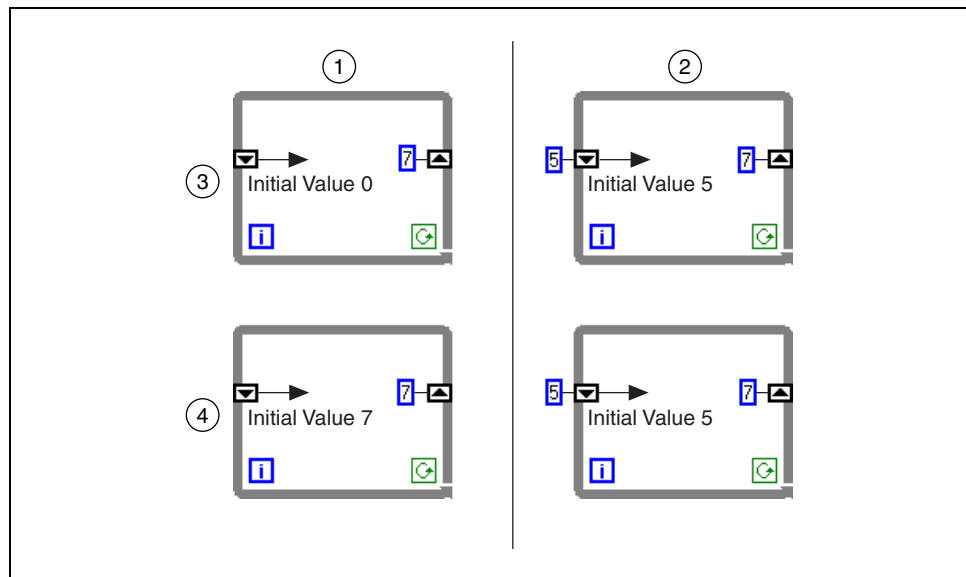 1 2
5 7 7
3 Initial Value 0 Initial Value 5
i i
5 7 7
4 Initial Value 7 Initial Value 5
i i